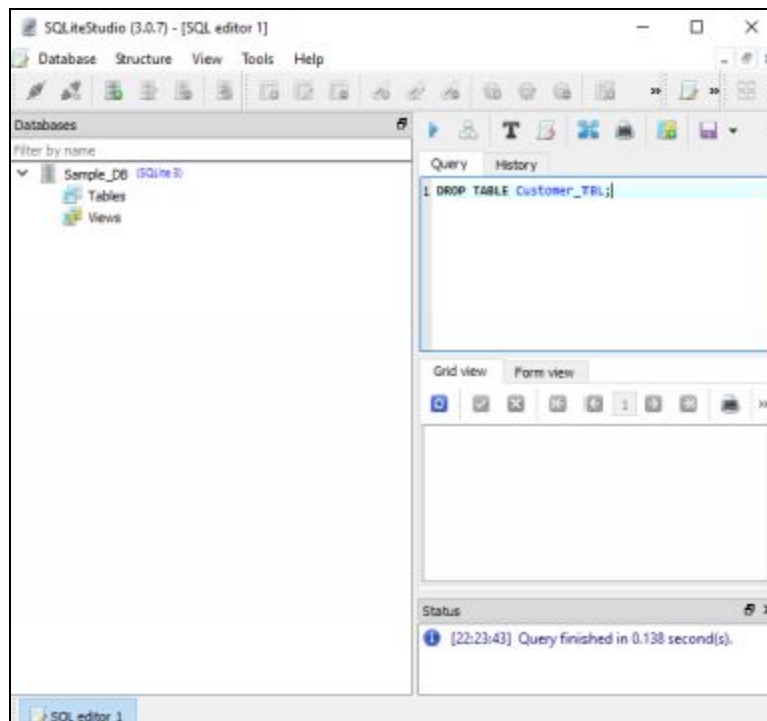 SQLiteStudio (3.0.7) - [SQL editor 1]
Database Structure View Tools Help
Databases
Filter by name
Sample_DB (SQLite 3)
Tables
Views
Query History
1 DROP TABLE Customer_TBL;
Grid view Form view
1
Status
[22:23:43] Query finished in 0.138 second(s).
SQL editor 1